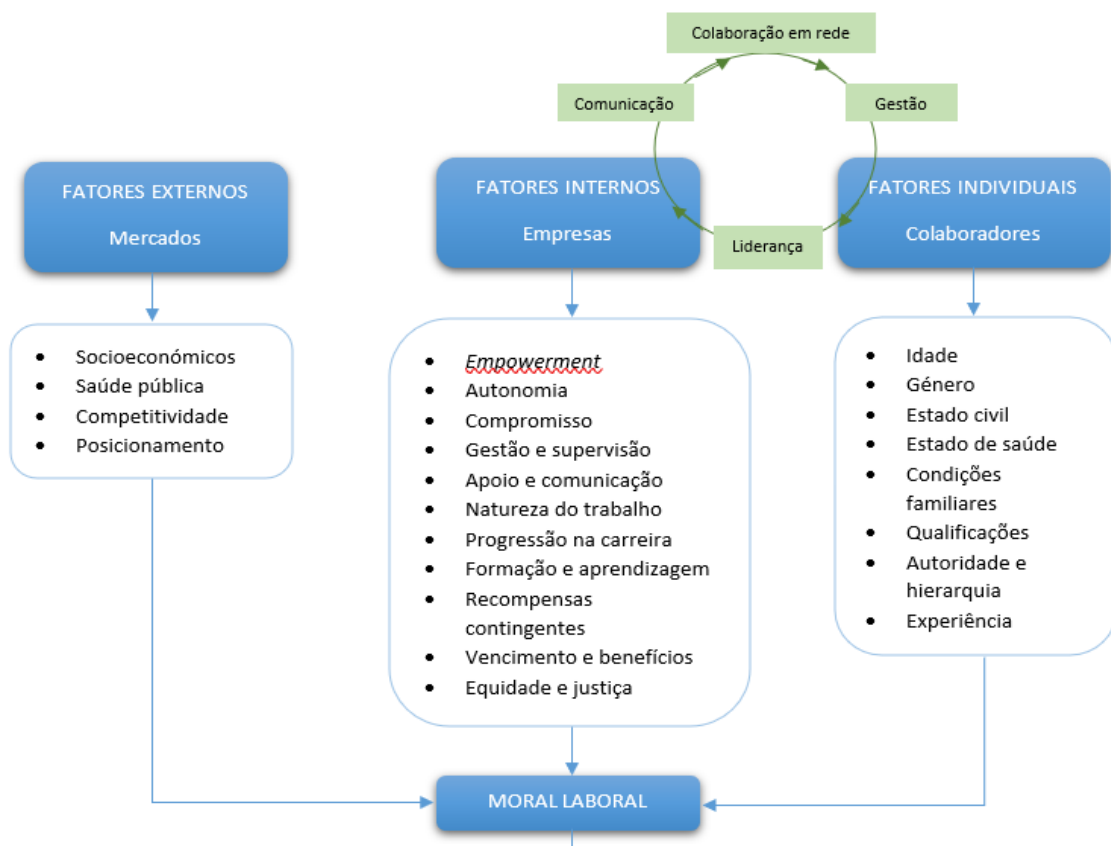 Colaboração em rede
Comunicação
Gestão
Liderança
FATORES EXTERNOS
Mercados
FATORES INTERNOS
Empresas
FATORES INDIVIDUAIS
Colaboradores
Socioeconómicos
Saúde pública
Competitividade
Posicionamento
Empowerment
Autonomia
Compromisso
Gestão e supervisão
Apoio e comunicação
Natureza do trabalho
Progressão na carreira
Formação e aprendizagem
Recompensas
contingentes
Vencimento e benefícios
Equidade e justiça
Idade
Género
Estado civil
Estado de saúde
Condições
familiares
Qualificações
Autoridade e
hierarquia
Experiência
MORAL LABORAL